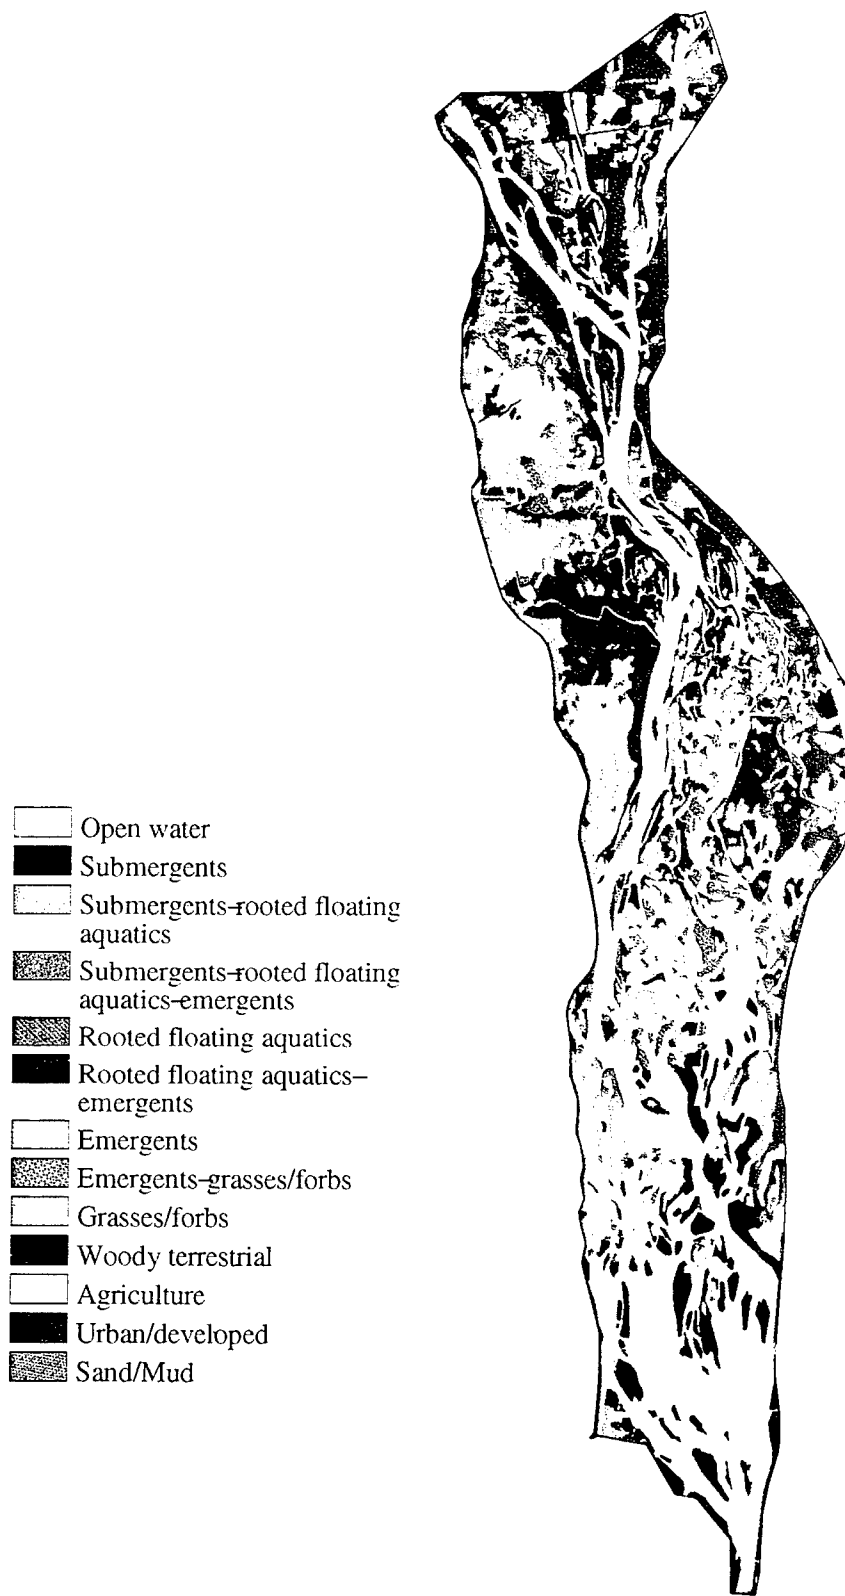 Open water
Submergents
Submergents-rooted floating
aquatics
Submergents-rooted floating
aquatics-emergents
Rooted floating aquatics
Rooted floating aquatics–
emergents
Emergents
Emergents-grasses/forbs
Grasses/forbs
Woody terrestrial
Agriculture
Urban/developed
Sand/Mud